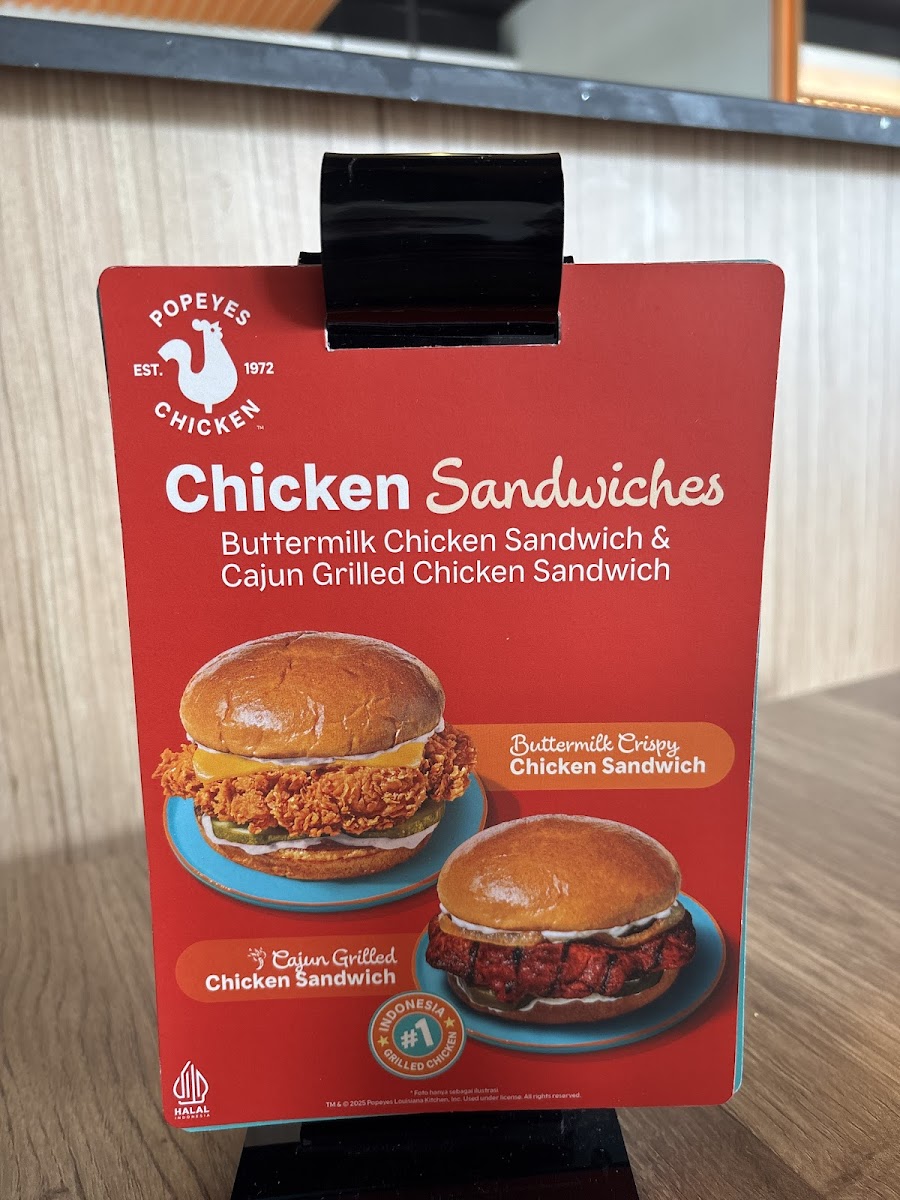 POPEYES
EST. 1972
CHICKEN
TM
Chicken Sandwiches
Buttermilk Chicken Sandwich &
Cajun Grilled Chicken Sandwich
Buttermilk Crispy
Chicken Sandwich
Cajun Grilled
Chicken Sandwich
INDONESIA
#1
GRILLED CHICKEN
HALAL
INDONESIA
* Foto hanya sebagai ilustrasi
TM & © 2025 Popeyes Louisiana Kitchen, Inc. Used under license. All rights reserved.